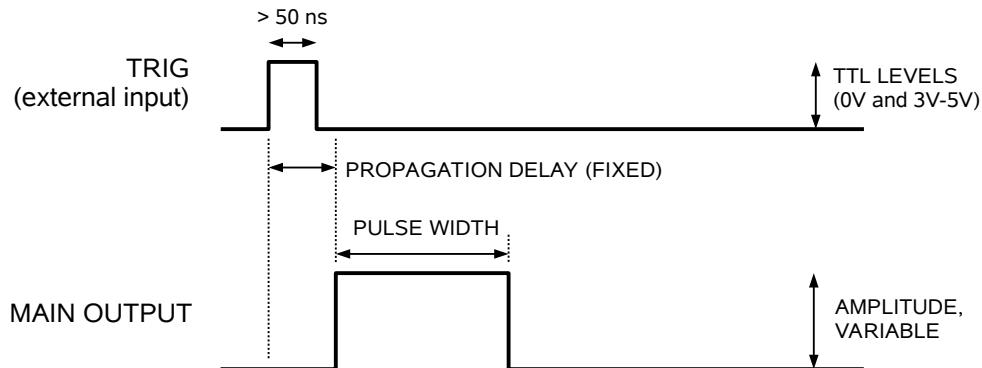 > 50 ns
TRIG
(external input)
TTL LEVELS
(0V and 3V-5V)
PROPAGATION DELAY (FIXED)
PULSE WIDTH
MAIN OUTPUT
AMPLITUDE,
VARIABLE